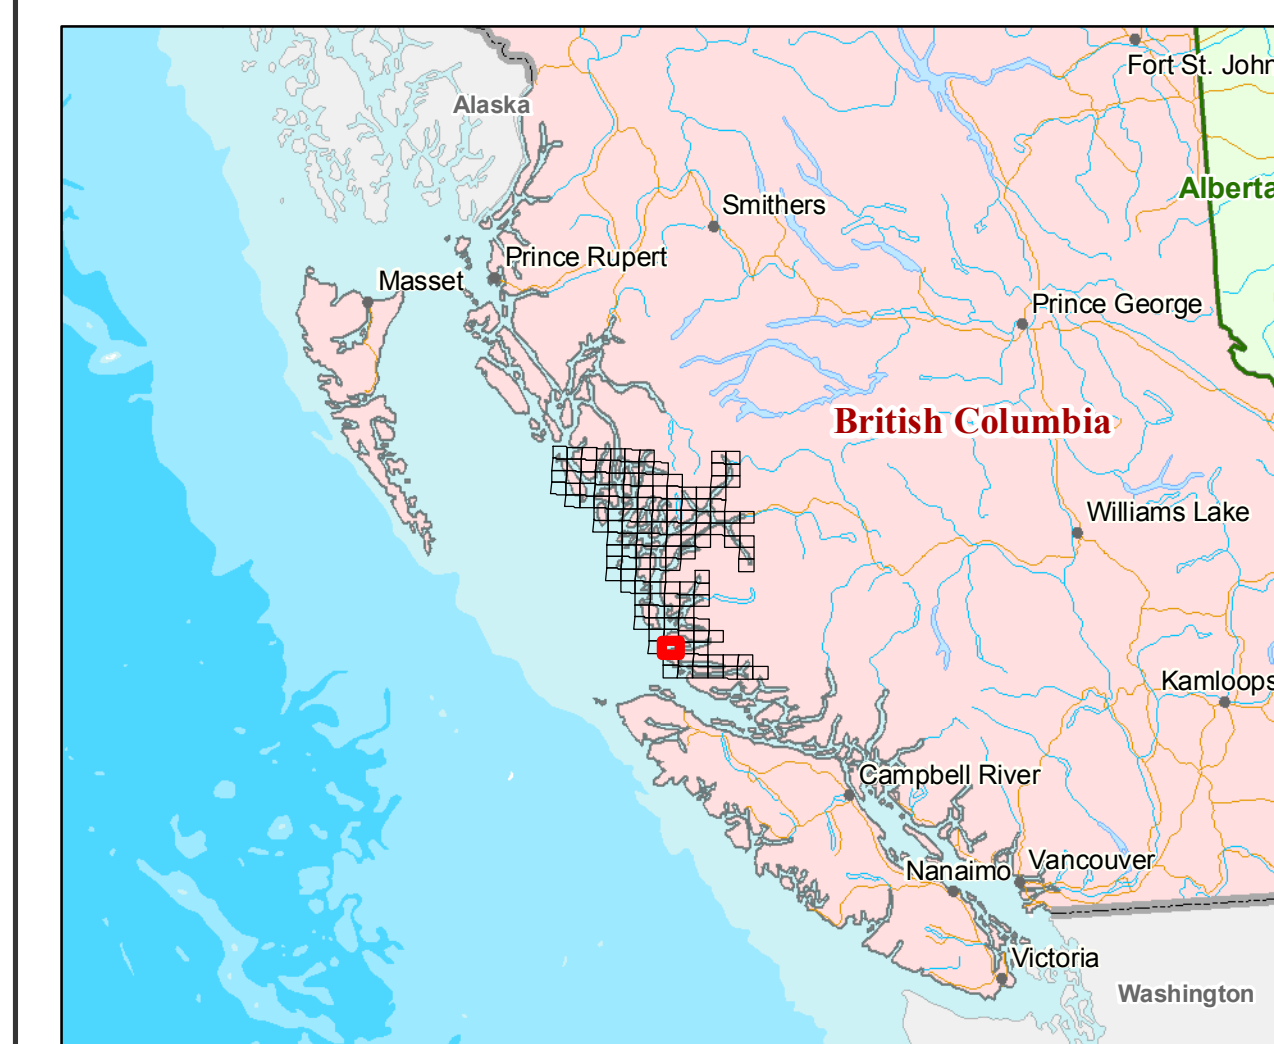 Fort St. John
Alaska
Alberta
Smithers
Prince Rupert
Masset
Prince George
British Columbia
Williams Lake
Kamloops
Campbell River
Vancouver
Nanaimo
Victoria
Washington